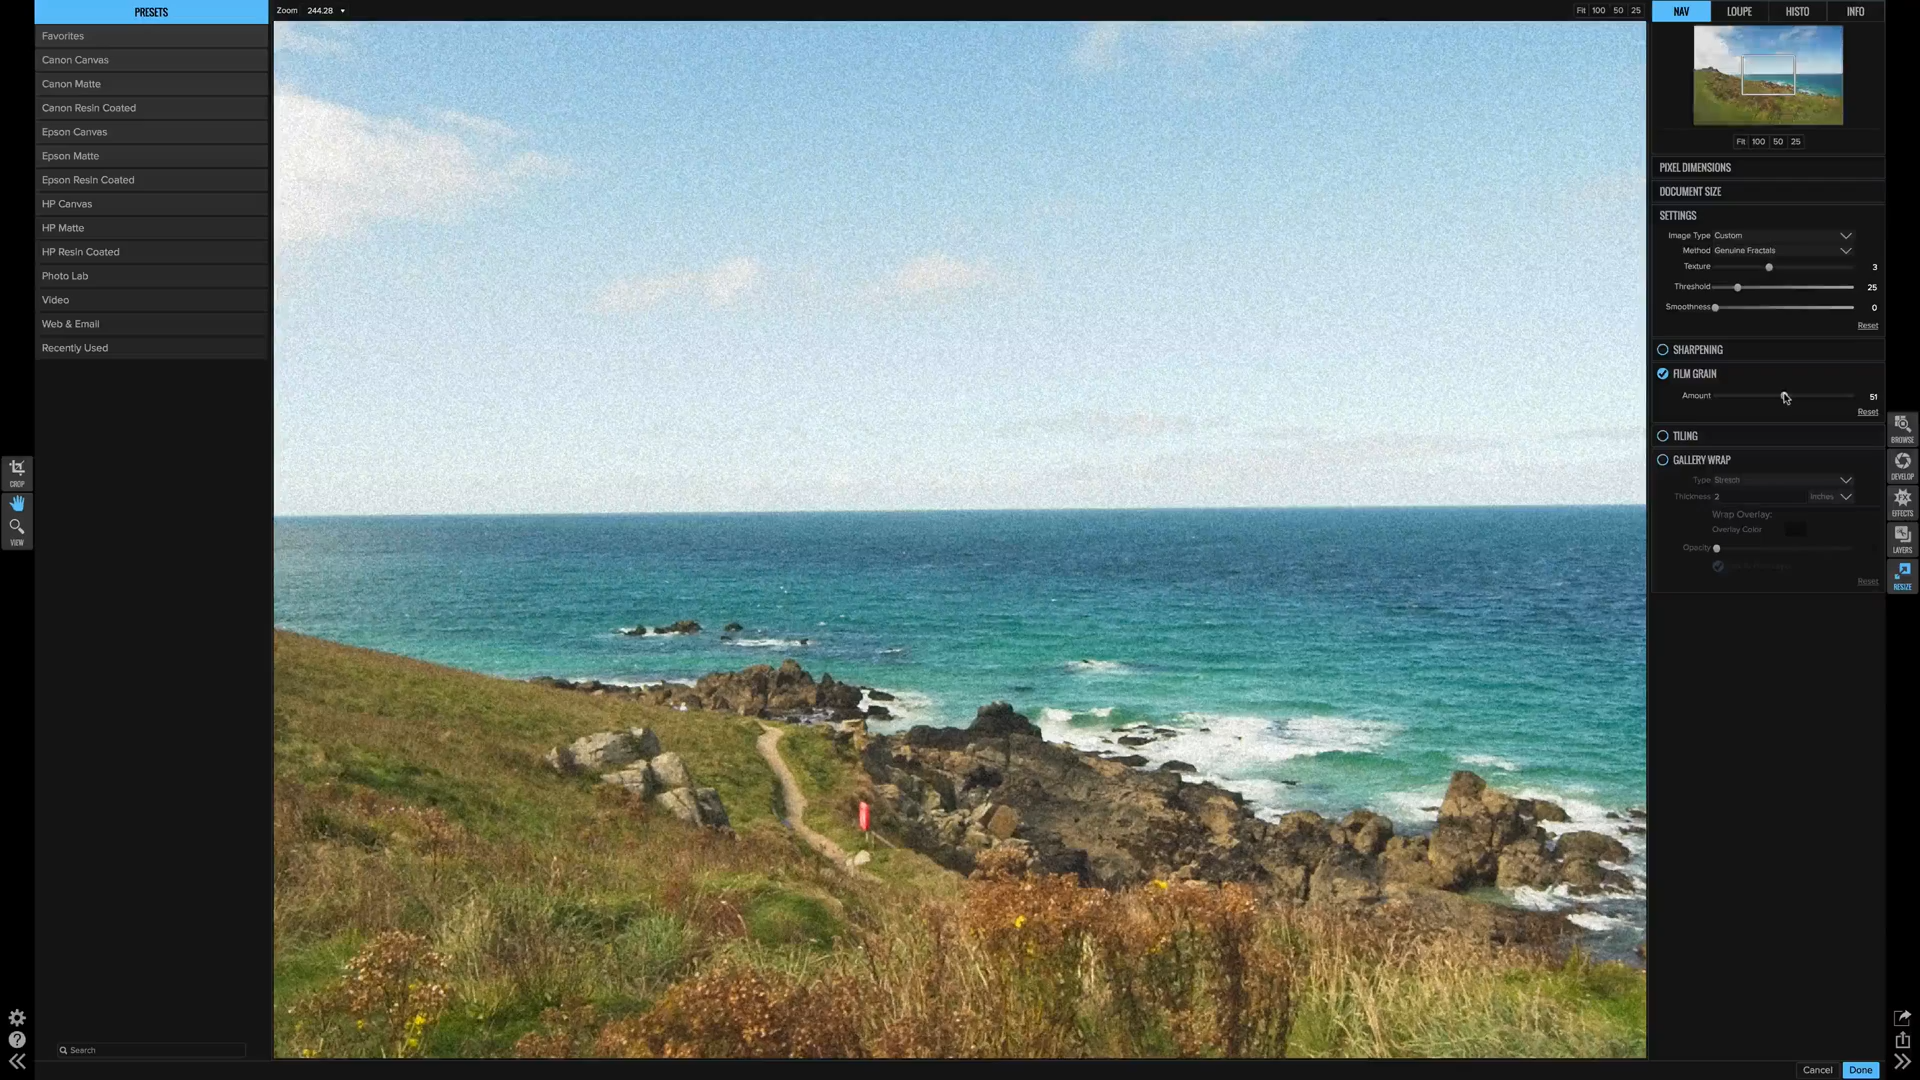 PRESETS
Favorites
Canon Canvas
Canon Matte
Canon Resin Coated
Epson Canvas
Epson Matte
Epson Resin Coated
HP Canvas
HP Matte
HP Resin Coated
Photo Lab
Video
Web & Email
Recently Used
Search
CROP
VIEW
Zoom 244.28
Fit 100 50 25
NAV LOUPE HISTO INFO
Fit 100 50 25
PIXEL DIMENSIONS
DOCUMENT SIZE
SETTINGS
Image Type Custom
Method Genuine Fractals
Texture 3
Threshold 25
Smoothness 0
Reset
SHARPENING
FILM GRAIN
Amount 51
Reset
TILING
GALLERY WRAP
Type Stretch
Thickness 2 Inches
Wrap Overlay:
Overlay Color
Opacity
Reset
BROWSE
DEVELOP
EFFECTS
LAYERS
RESIZE
Cancel Done